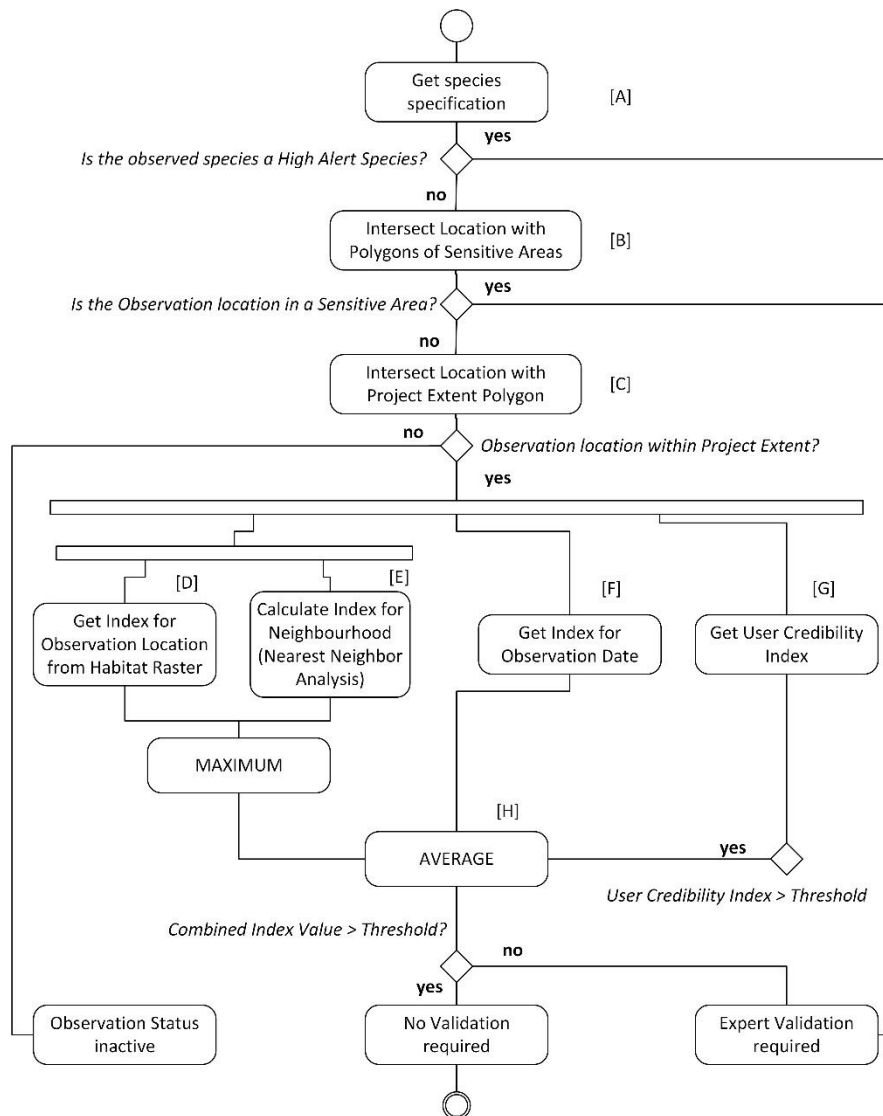 Get species
specification
[A]
yes
Is the observed species a High Alert Species?
no
Intersect Location with
Polygons of Sensitive Areas
[B]
yes
Is the Observation location in a Sensitive Area?
no
Intersect Location with
Project Extent Polygon
[C]
no
Observation location within Project Extent?
yes
[D]
Get Index for
Observation Location
from Habitat Raster
[E]
Calculate Index for
Neighbourhood
(Nearest Neighbor
Analysis)
[F]
Get Index for
Observation Date
[G]
Get User Credibility
Index
MAXIMUM
[H]
AVERAGE
yes
User Credibility Index > Threshold
Combined Index Value > Threshold?
no
yes
Observation Status
inactive
No Validation
required
Expert Validation
required